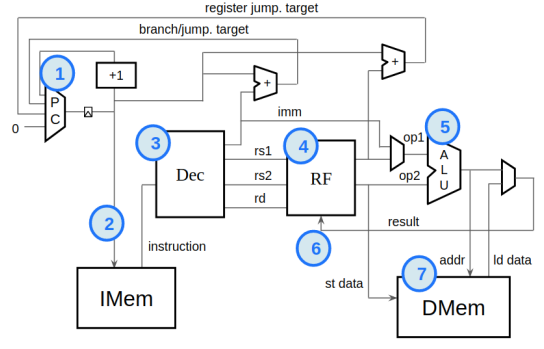 register jump. target
branch/jump. target
1
+1
+
+
P
C
0
imm
3
4
5
Dec
rs1
rs2
rd
RF
op1
op2
A
L
U
2
6
result
instruction
addr
ld data
7
st data
IMem
DMem